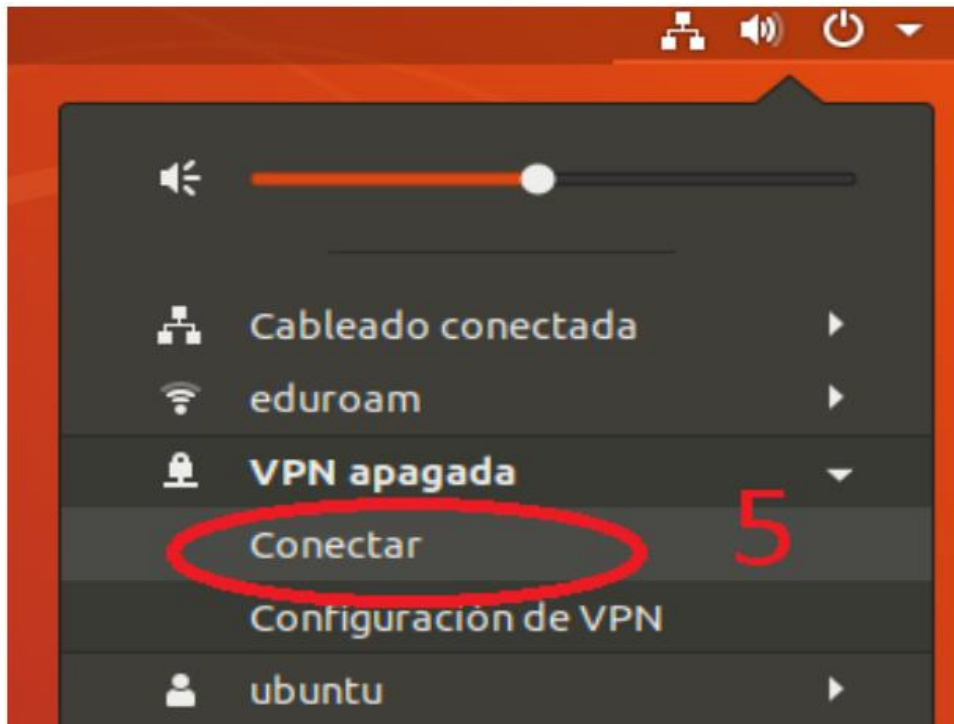 Cableado conectada
eduroam
VPN apagada
Conectar
5
Configuración de VPN
ubuntu